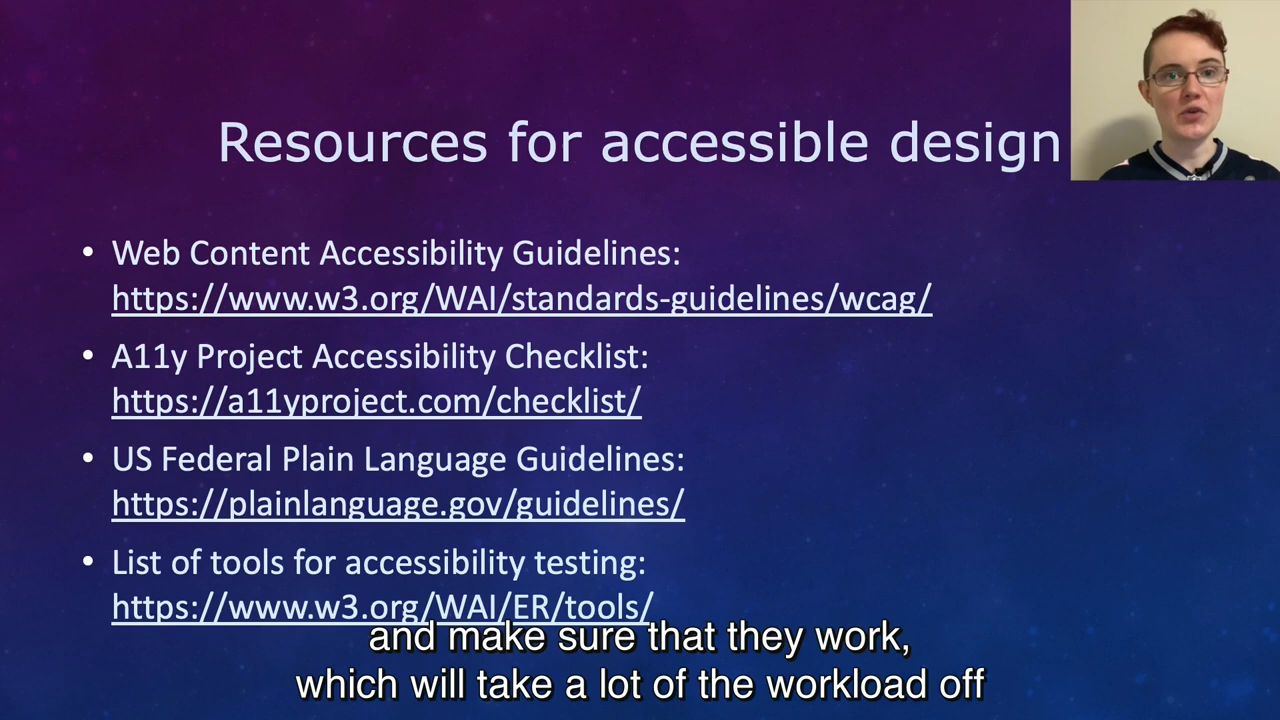 Resources for accessible design
• Web Content Accessibility Guidelines:
https://www.w3.org/WAI/standards-guidelines/wcag/
• A11y Project Accessibility Checklist:
https://a11yproject.com/checklist/
• US Federal Plain Language Guidelines:
https://plainlanguage.gov/guidelines/
• List of tools for accessibility testing:
https://www.w3.org/WAI/ER/tools/
and make sure that they work,
which will take a lot of the workload off